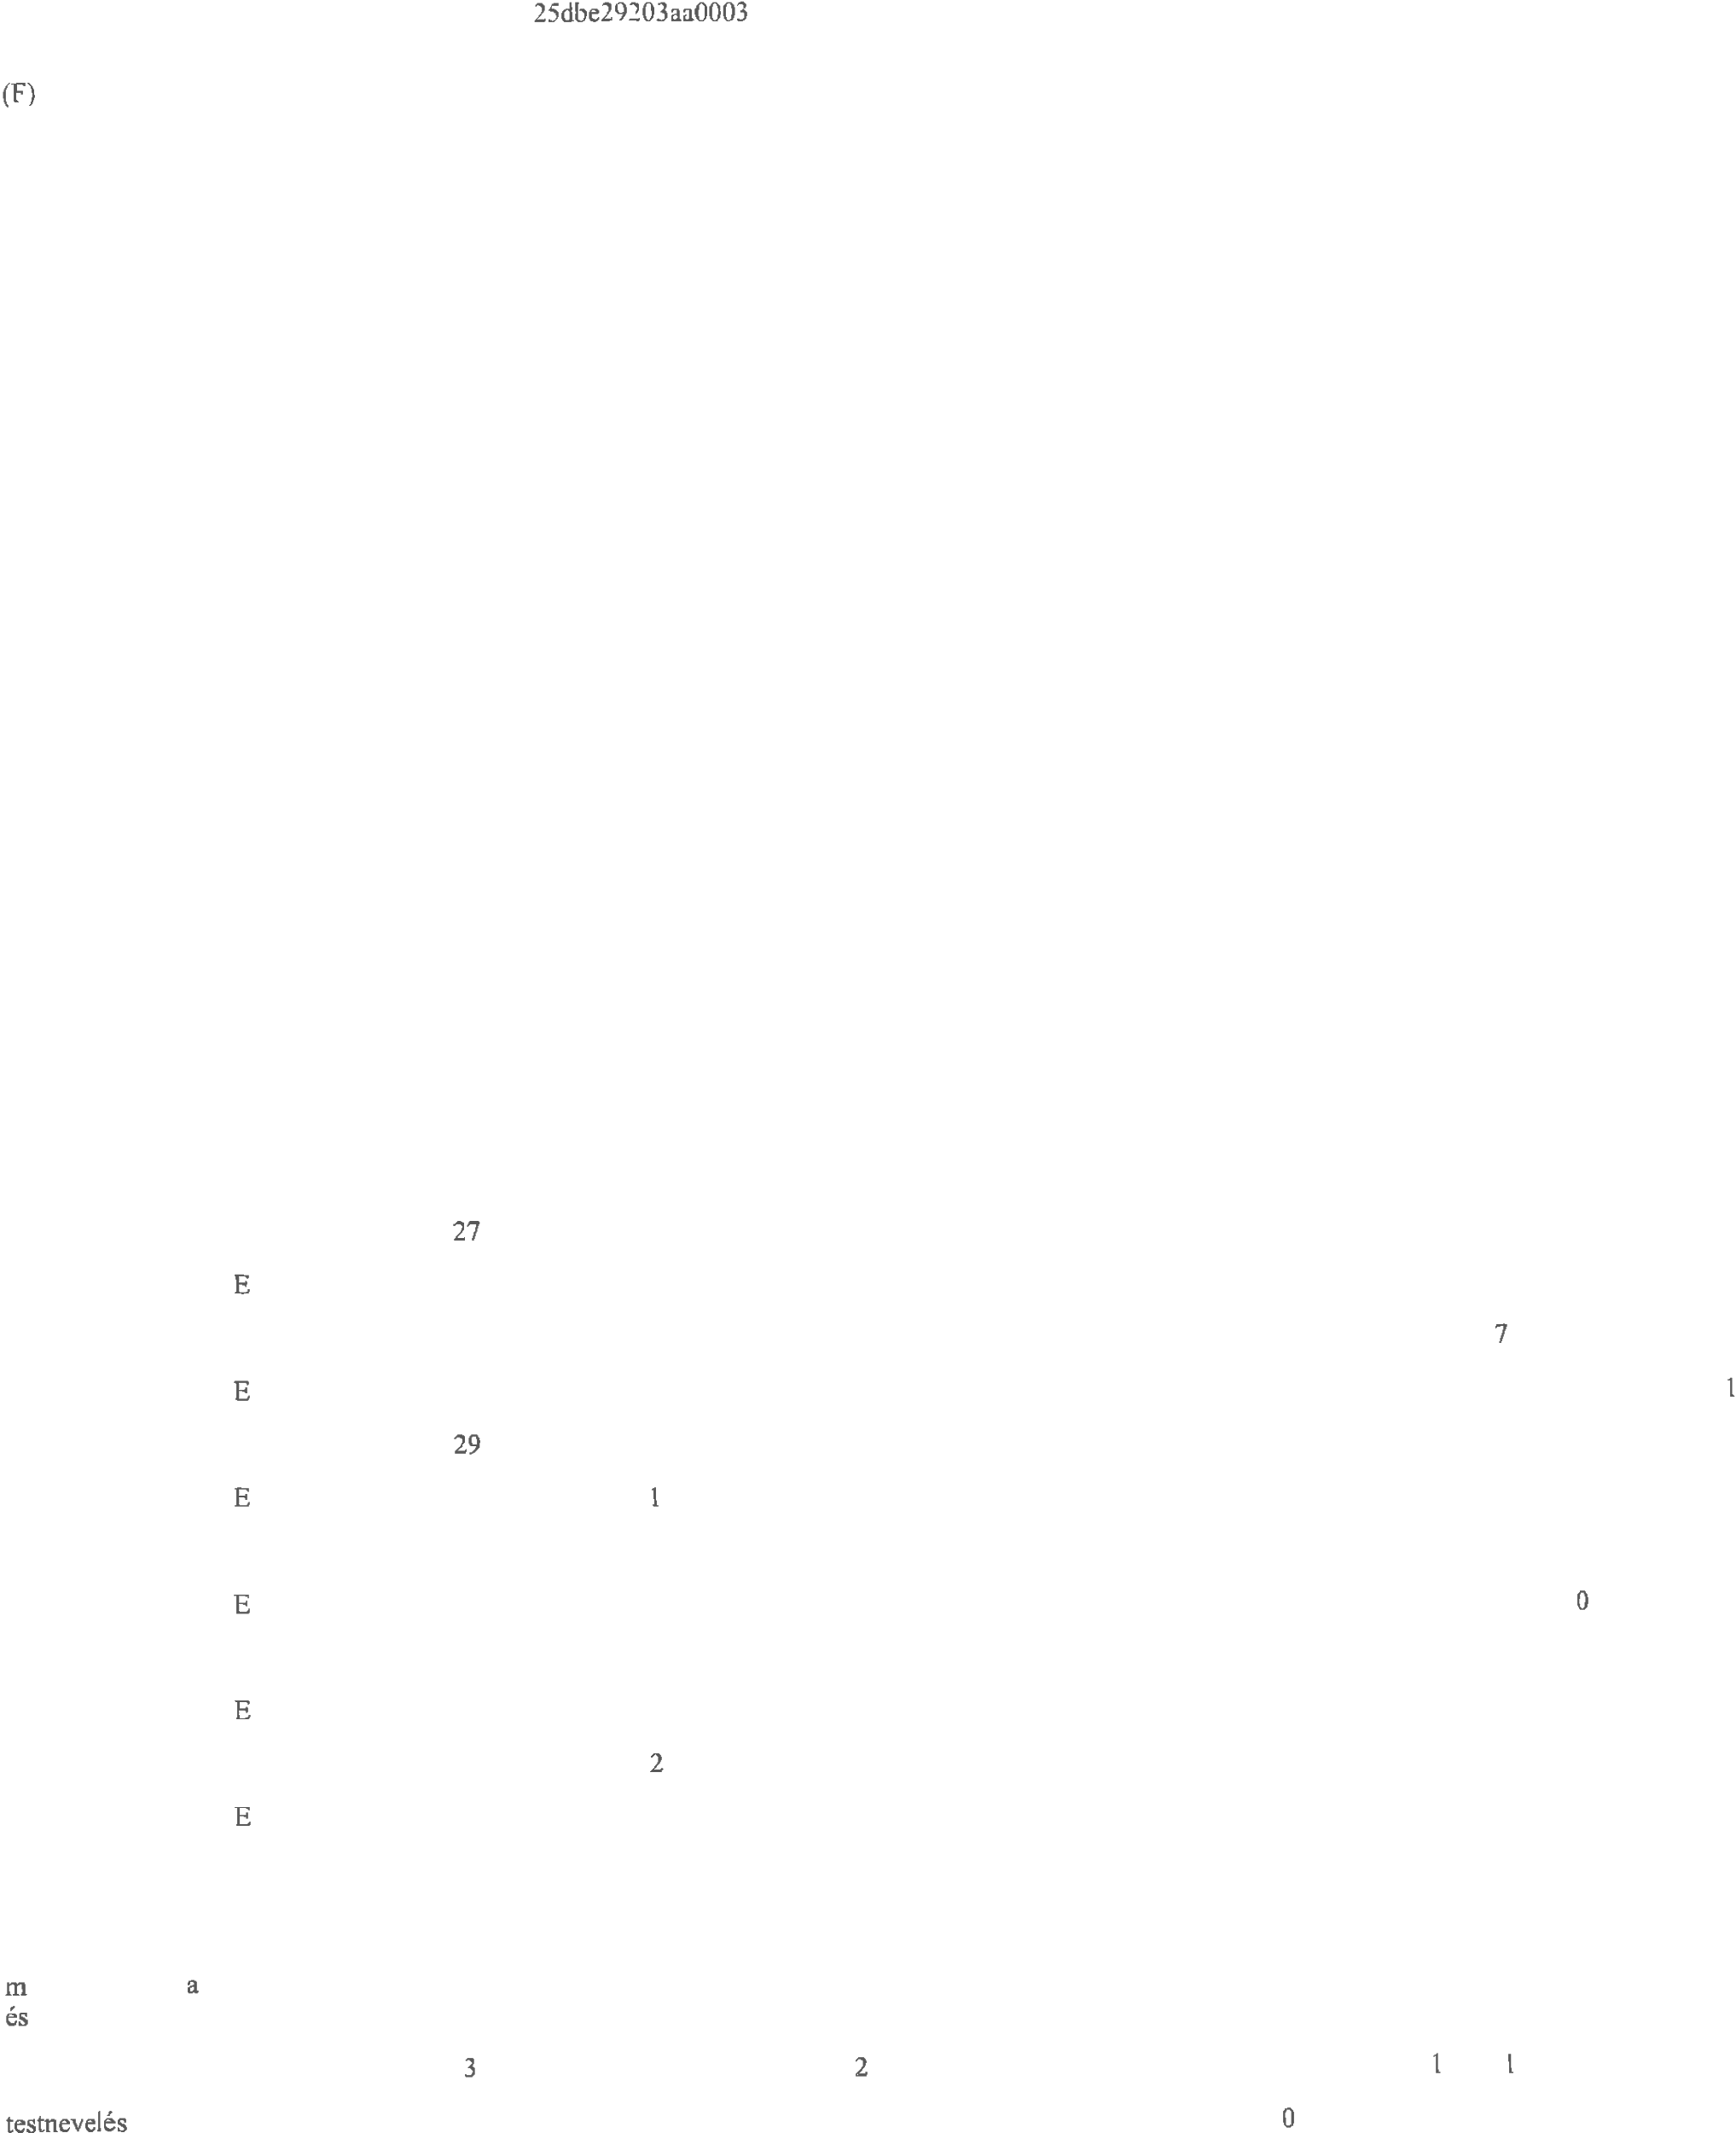 25dbe29203aa0003
(F)
27
E
7
E 1
29
E 1
E 0
E
2
E
m a
és
3 2 1 1
testnevelés 0